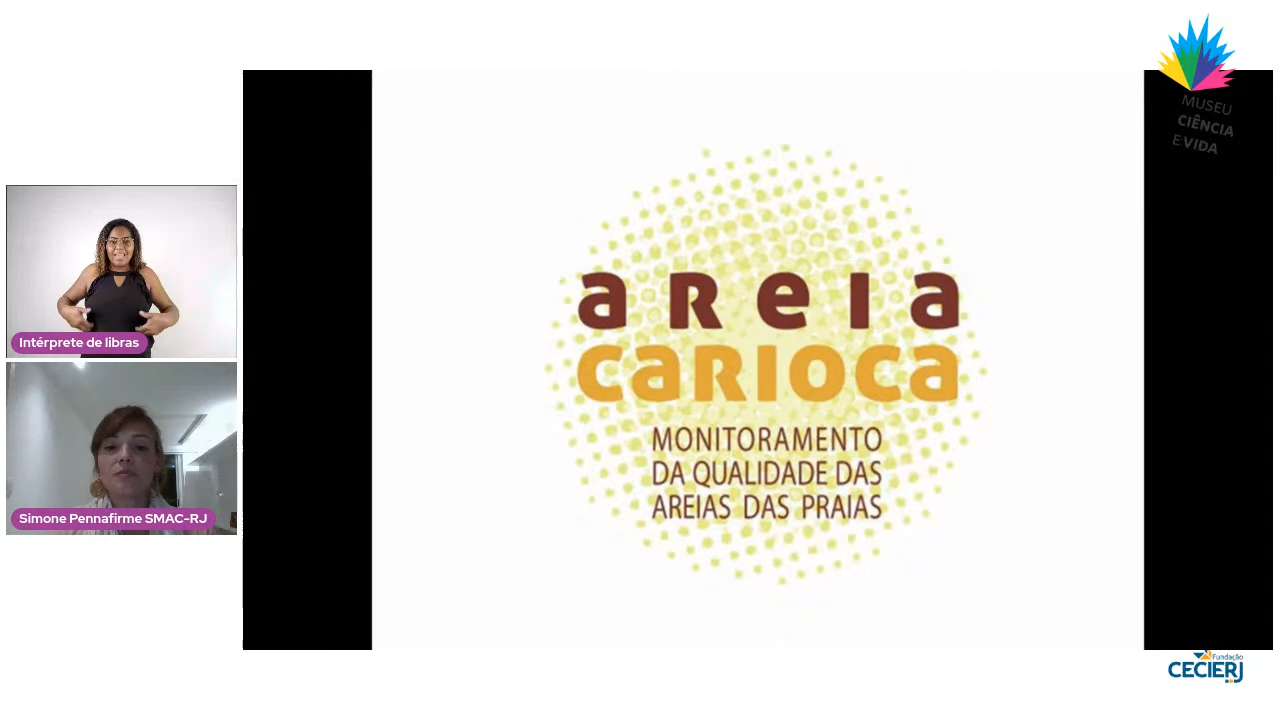 MUSEU
CIÊNCIA
E VIDA
Intérprete de libras
Simone Pennafirme SMAC-RJ
aReIa
CaRIOCa
MONITORAMENTO
DA QUALIDADE DAS
AREIAS DAS PRAIAS
Fundação
CECIERJ